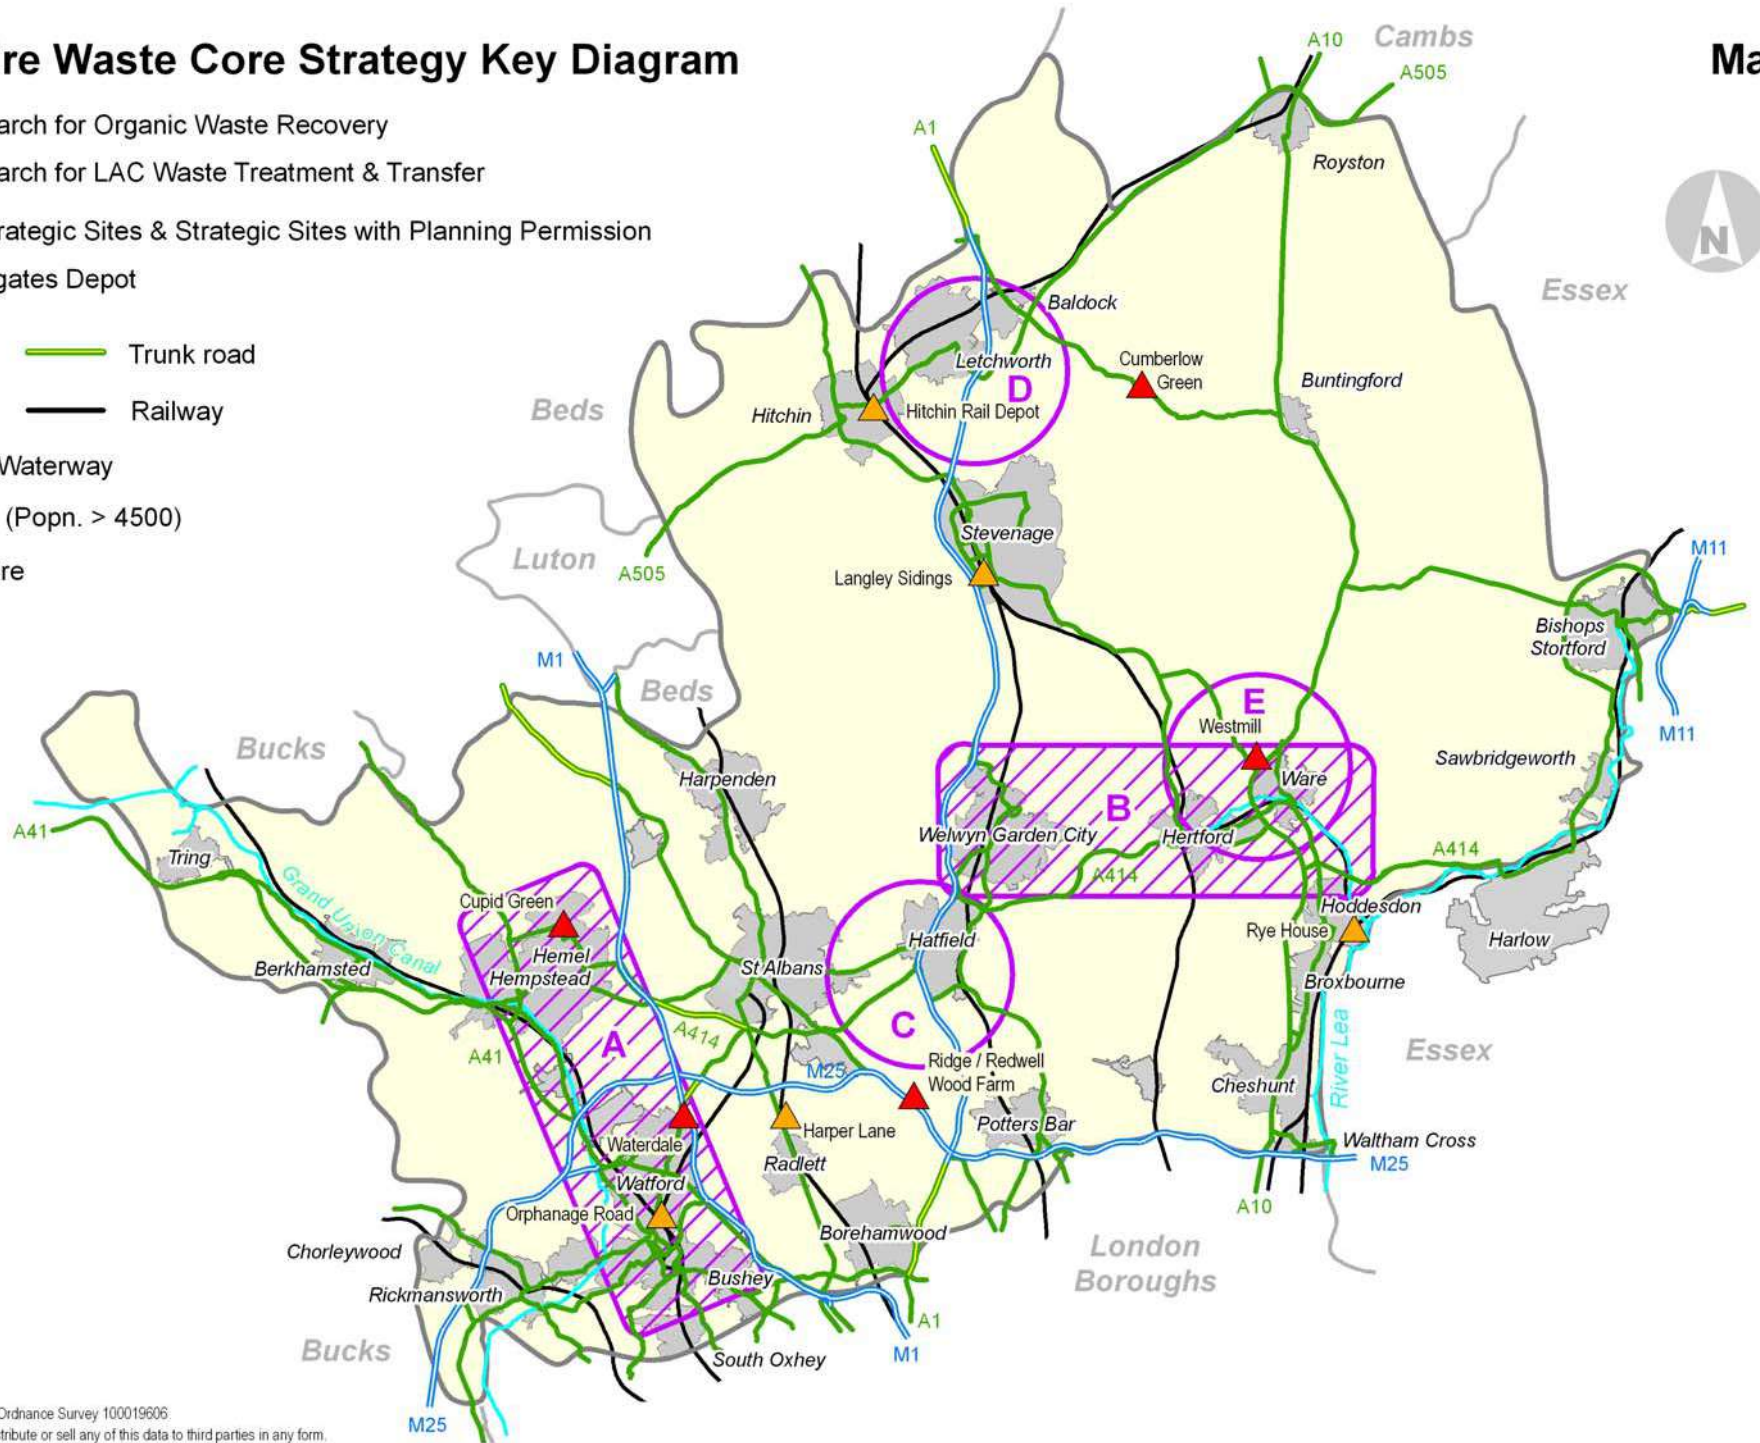 re Waste Core Strategy Key Diagram
Ma
arch for Organic Waste Recovery
arch for LAC Waste Treatment & Transfer
rategic Sites & Strategic Sites with Planning Permission
gates Depot
Trunk road
Railway
Waterway
(Popn. > 4500)
re
N
A10
Cambs
A505
A1
Royston
Essex
Baldock
Letchworth
D
Cumberlow
Green
Buntingford
Beds
Hitchin
Hitchin Rail Depot
Stevenage
Luton
A505
Langley Sidings
M11
Bishops
Stortford
M1
Beds
E
Westmill
M11
Bucks
Harpenden
Ware
Sawbridgeworth
B
A41
Tring
Welwyn Garden City
Hertford
A414
A414
Grand Union Canal
Cupid Green
Hoddesdon
Rye House
Harlow
Hatfield
Hemel
Hempstead
Berkhamsted
St Albans
Broxbourne
C
A
A414
A41
M25
Ridge / Redwell
Wood Farm
River Lea
Essex
Cheshunt
Harper Lane
Potters Bar
Waterdale
Waltham Cross
M25
Radlett
Watford
A10
Orphanage Road
Borehamwood
London
Boroughs
Chorleywood
Rickmansworth
Bushey
A1
Bucks
South Oxhey
M1
M25
Ordnance Survey 100019606
tribute or sell any of this data to third parties in any form.